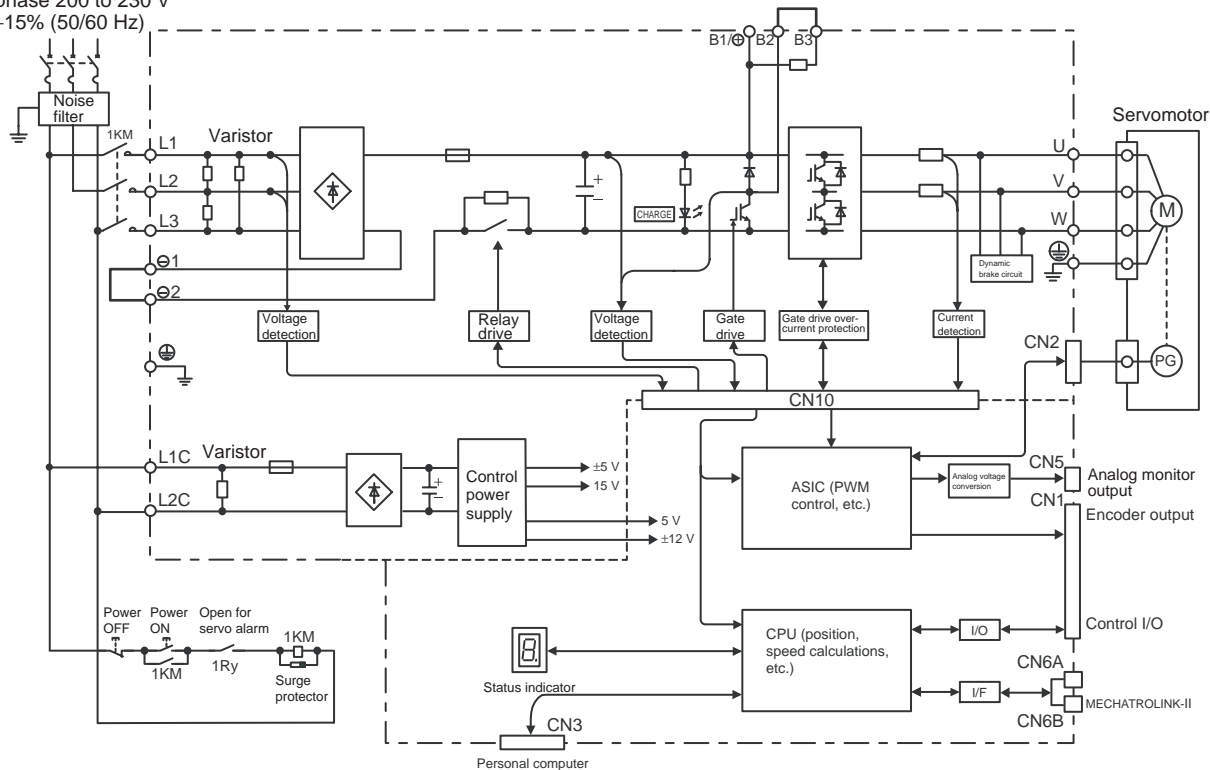 phase 200 to 230 V
-15% (50/60 Hz)
B1/⊕
B2
B3
Noise
filter
Servomotor
1KM
L1
Varistor
U
L2
V
+
–
CHARGE
M
L3
W
⊖1
Dynamic
brake circuit
⊖2
Voltage
detection
Relay
drive
Voltage
detection
Gate
drive
Gate drive over-
current protection
Current
detection
CN2
PG
CN10
L1C
Varistor
CN5
Analog monitor
output
±5 V
+
–
Control
power
supply
15 V
ASIC (PWM
control, etc.)
Analog voltage
conversion
CN1
L2C
Encoder output
5 V
±12 V
Power
OFF
Power
ON
Open for
servo alarm
1KM
1KM
1Ry
Surge
protector
8.
Status indicator
CPU (position,
speed calculations,
etc.)
I/O
Control I/O
CN6A
I/F
MECHATROLINK-II
CN6B
CN3
Personal computer